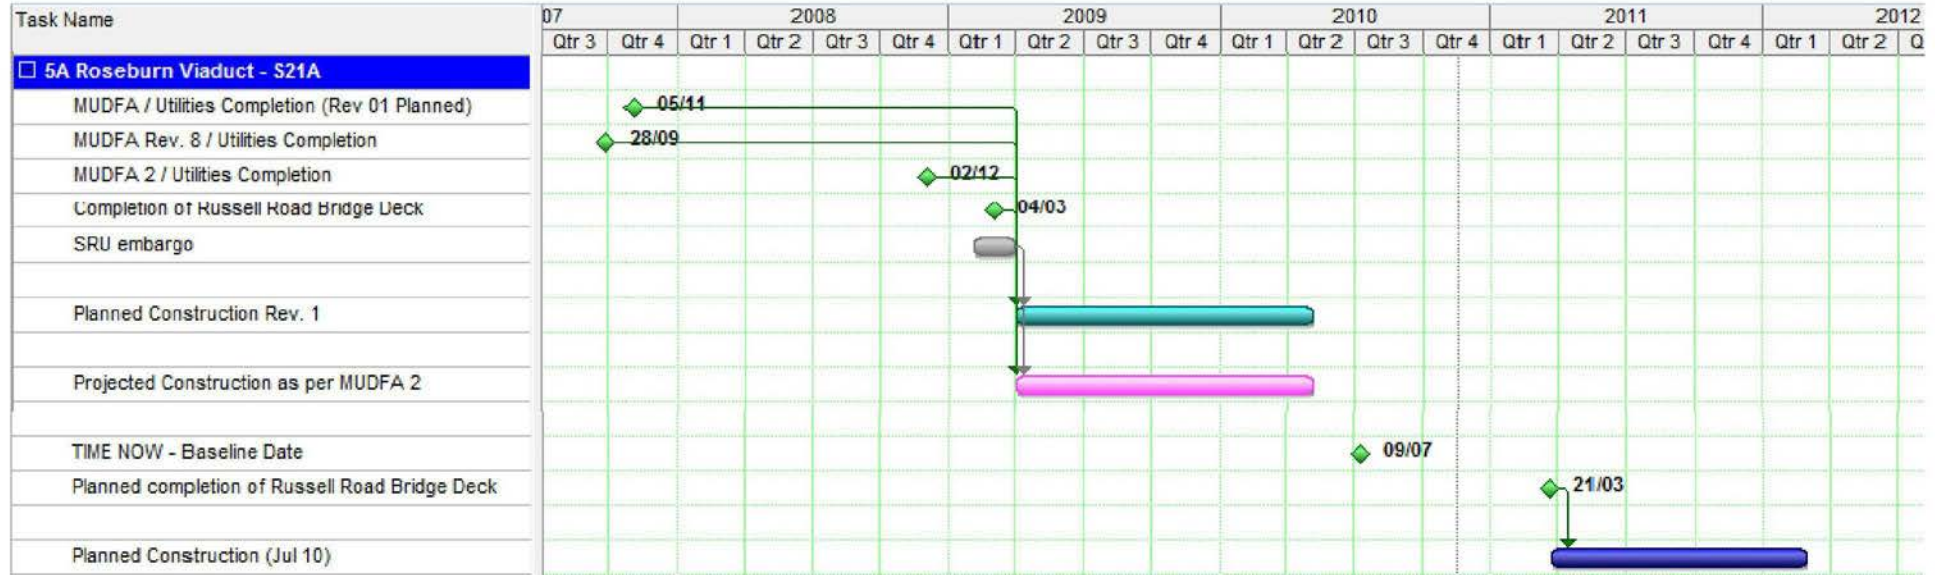 Task Name
07 2008 2009 2010 2011 2012
Qtr 3 Qtr 4 Qtr 1 Qtr 2 Qtr 3 Qtr 4 Qtr 1 Qtr 2 Qtr 3 Qtr 4 Qtr 1 Qtr 2 Qtr 3 Qtr 4 Qtr 1 Qtr 2 Qtr 3 Qtr 4 Qtr 1 Qtr 2 Q
5A Roseburn Viaduct - S21A
MUDFA / Utilities Completion (Rev 01 Planned) 05/11
MUDFA Rev. 8 / Utilities Completion 28/09
MUDFA 2 / Utilities Completion 02/12
Completion of Russell Road Bridge Deck 04/03
SRU embargo
Planned Construction Rev. 1
Projected Construction as per MUDFA 2
TIME NOW - Baseline Date 09/07
Planned completion of Russell Road Bridge Deck 21/03
Planned Construction (Jul 10)